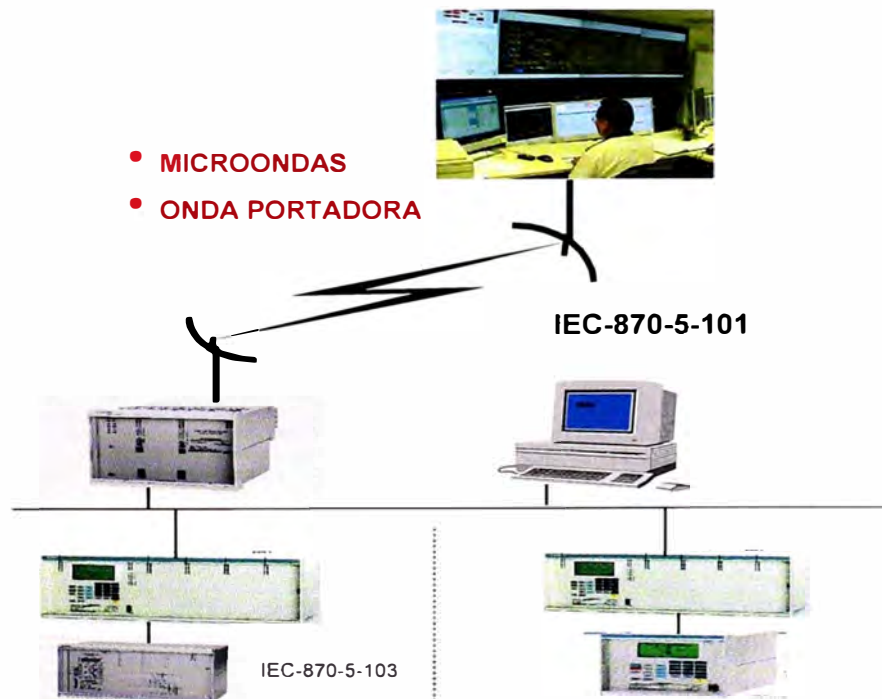 • MICROONDAS
• ONDA PORTADORA
IEC-870-5-101
IEC-870-5-103